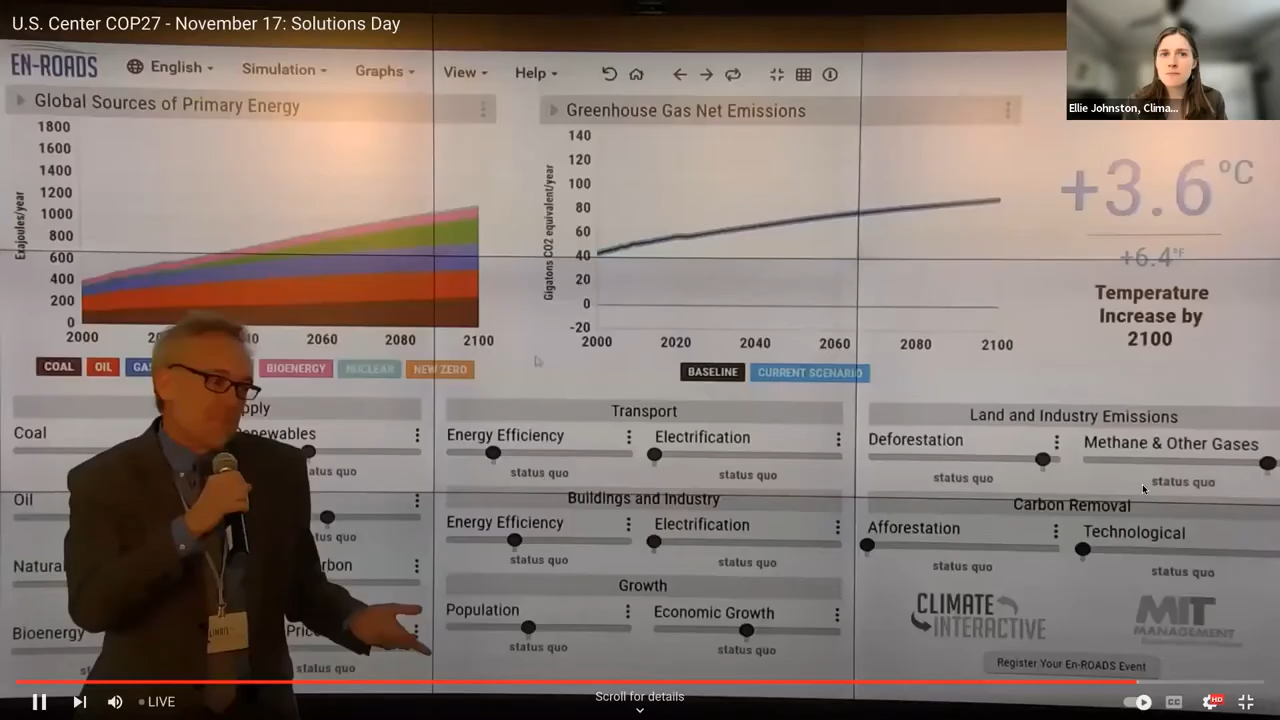 U.S. Center COP27 - November 17: Solutions Day
Ellie Johnston, Clima...
EN-ROADS
English
Simulation
Graphs
View
Help
Global Sources of Primary Energy
Exajoules/year
1800
1600
1400
1200
1000
800
600
400
200
0
2000
2060
2080
2100
COAL
OIL
BIOENERGY
NUCLEAR
NEW ZERO
Greenhouse Gas Net Emissions
Gigatons CO2 equivalent/year
140
120
100
80
60
40
20
0
-20
2000
2020
2040
2060
2080
2100
BASELINE
CURRENT SCENARIO
+3.6°C
+6.4°F
Temperature
Increase by
2100
Coal
Oil
Bioenergy
status quo
Transport
Energy Efficiency
status quo
Electrification
status quo
Buildings and Industry
Energy Efficiency
status quo
Electrification
status quo
Growth
Population
status quo
Economic Growth
status quo
Land and Industry Emissions
Deforestation
status quo
Methane & Other Gases
status quo
Carbon Removal
Afforestation
status quo
Technological
status quo
CLIMATE
INTERACTIVE
MIT
MANAGEMENT
Register Your En-ROADS Event
LIVE
Scroll for details
CC
HD